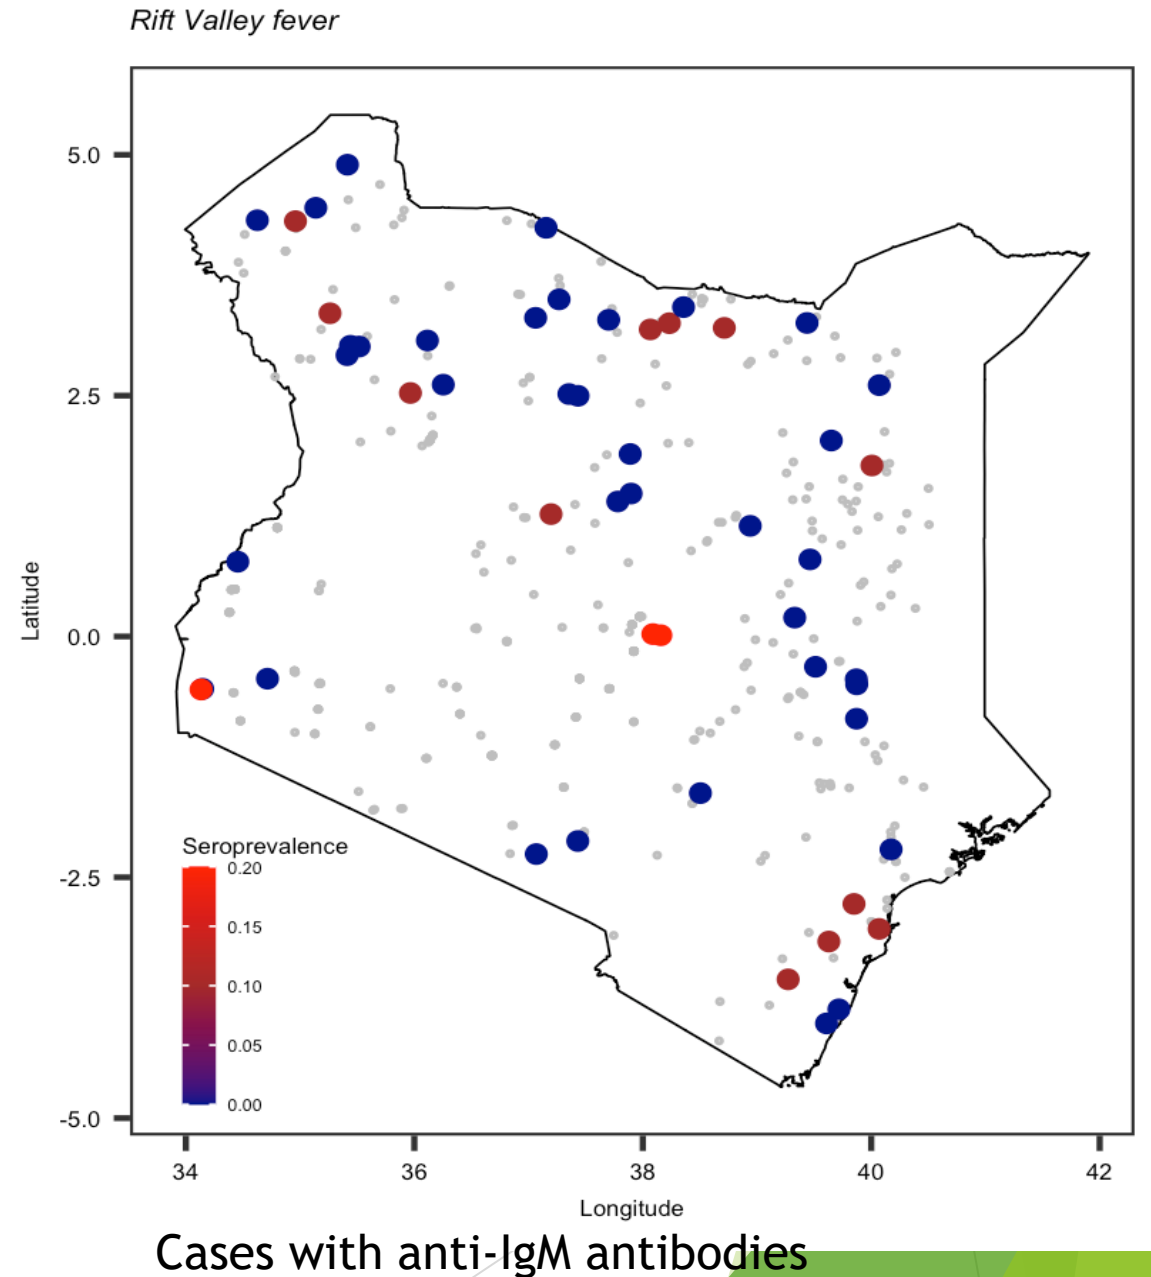 Rift Valley fever
5.0
2.5
0.0
-2.5
-5.0
Latitude
Seroprevalence
0.20
0.15
0.10
0.05
0.00
34 36 38 40 42
Longitude
Cases with anti-IgM antibodies